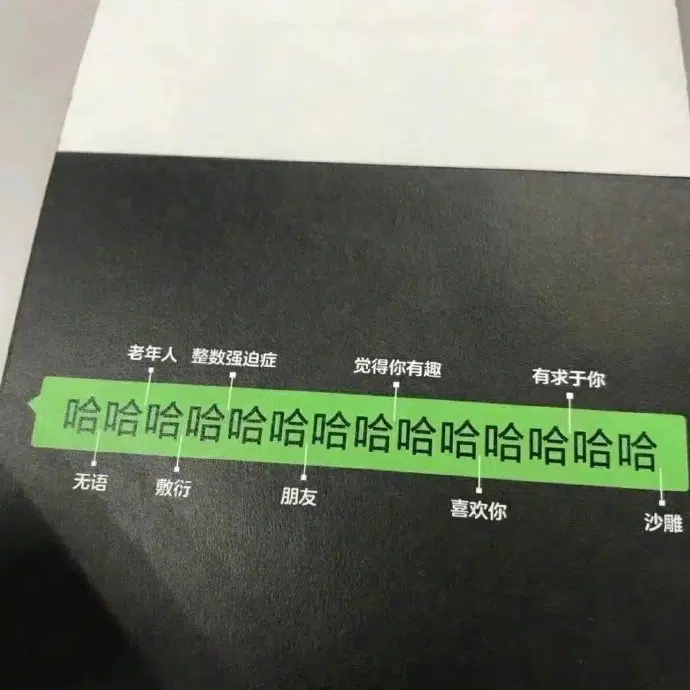 老年人 整数强迫症 觉得你有趣 有求于你
哈哈哈哈哈哈哈哈哈哈哈哈哈哈
无语 敷衍 朋友 喜欢你 沙雕